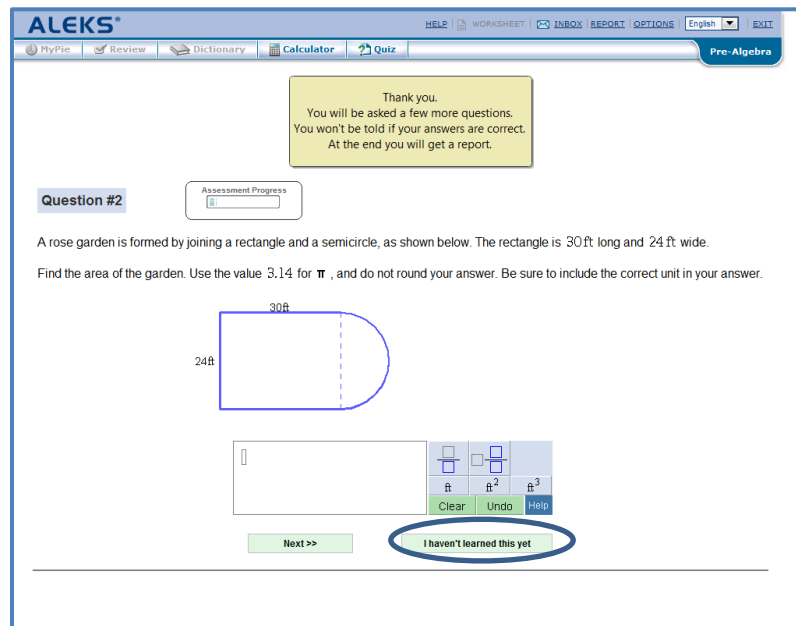 ALEKS®
HELP | WORKSHEET | INBOX | REPORT | OPTIONS | English | EXIT
MyPie Review Dictionary Calculator Quiz
Pre-Algebra
Thank you.
You will be asked a few more questions.
You won't be told if your answers are correct.
At the end you will get a report.
Question #2
Assessment Progress
A rose garden is formed by joining a rectangle and a semicircle, as shown below. The rectangle is 30 ft long and 24 ft wide.
Find the area of the garden. Use the value 3.14 for π , and do not round your answer. Be sure to include the correct unit in your answer.
30ft
24ft
ft ft² ft³
Clear Undo Help
Next >>
I haven't learned this yet